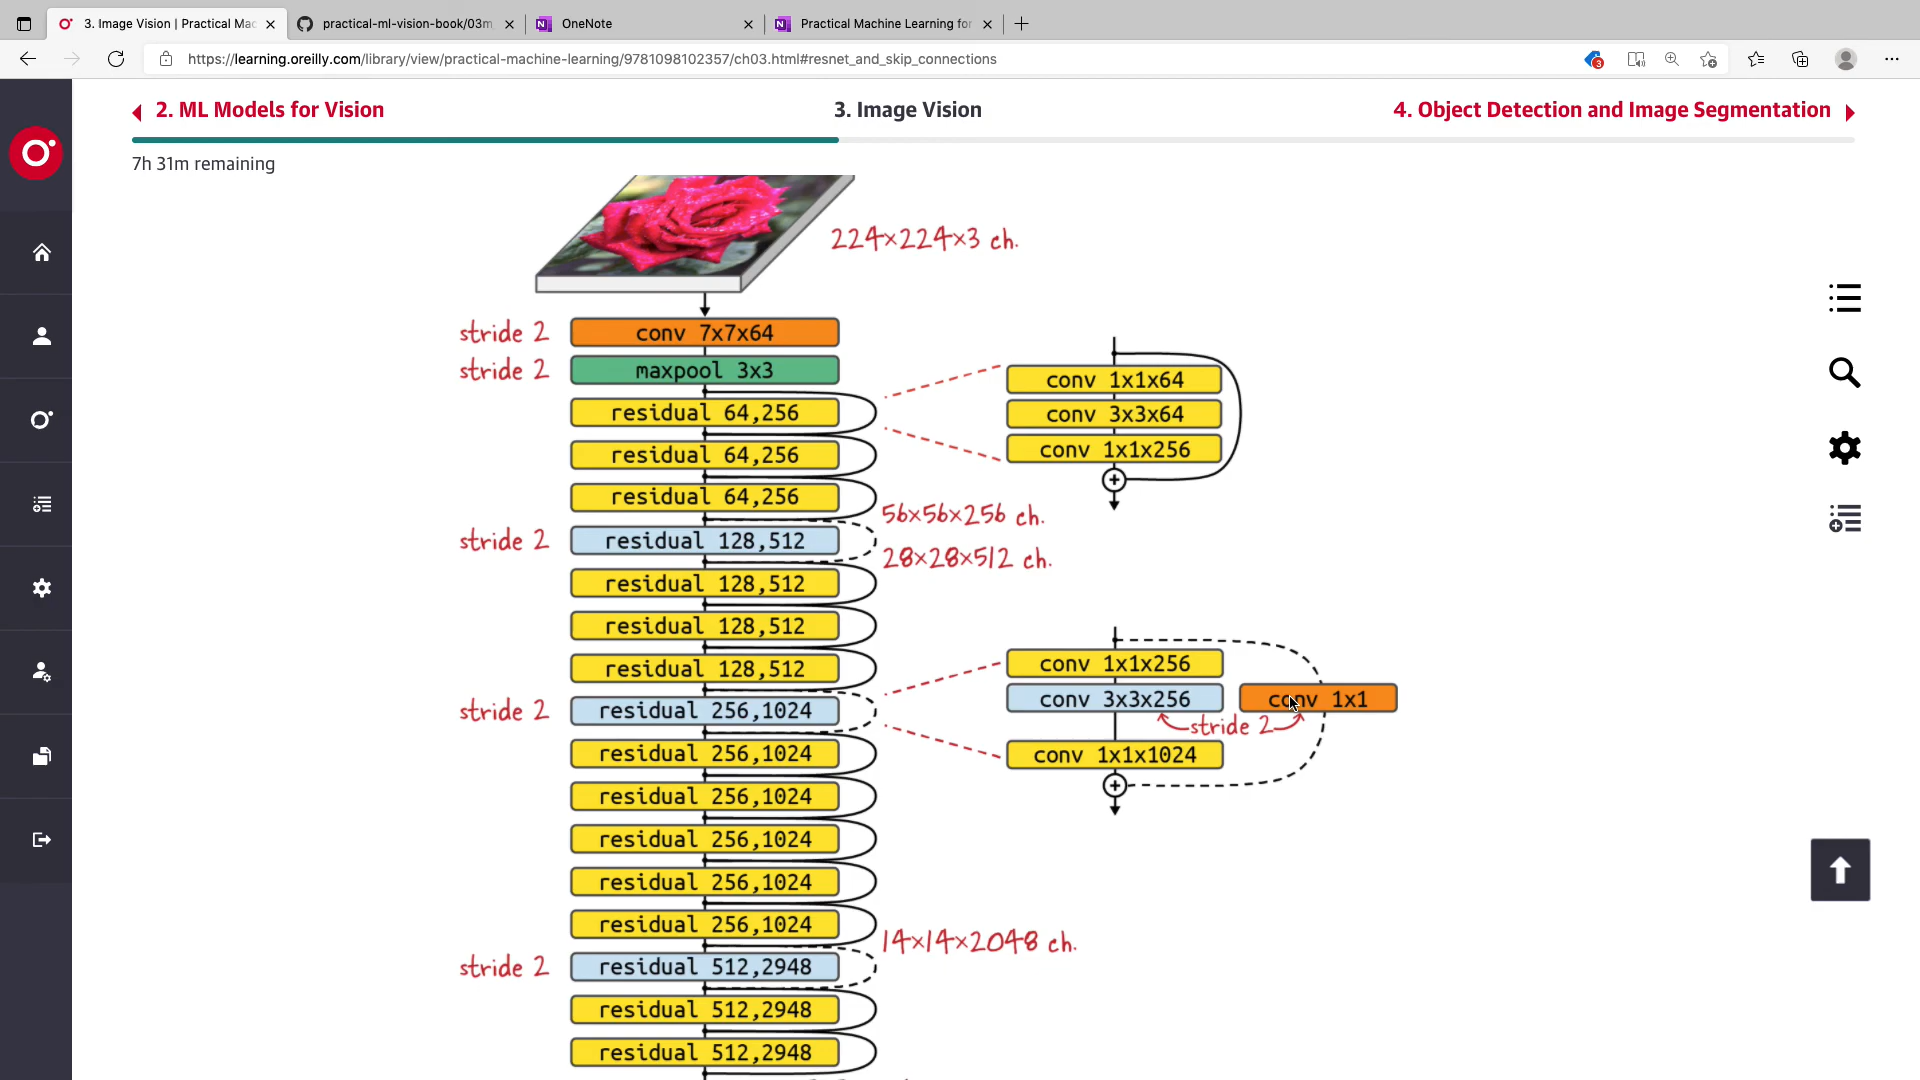 3. Image Vision | Practical Mac
practical-ml-vision-book/03m
OneNote
Practical Machine Learning for
https://learning.oreilly.com/library/view/practical-machine-learning/9781098102357/ch03.html#resnet_and_skip_connections
3
2. ML Models for Vision
3. Image Vision
4. Object Detection and Image Segmentation
7h 31m remaining
224×224×3 ch.
stride 2
conv 7x7x64
stride 2
maxpool 3x3
residual 64,256
residual 64,256
residual 64,256
conv 1x1x64
conv 3x3x64
conv 1x1x256
+
56×56×256 ch.
stride 2
residual 128,512
28×28×512 ch.
residual 128,512
residual 128,512
residual 128,512
stride 2
residual 256,1024
conv 1x1x256
conv 3x3x256
conv 1x1
stride 2
conv 1x1x1024
+
residual 256,1024
residual 256,1024
residual 256,1024
residual 256,1024
residual 256,1024
14×14×2048 ch.
stride 2
residual 512,2948
residual 512,2948
residual 512,2948